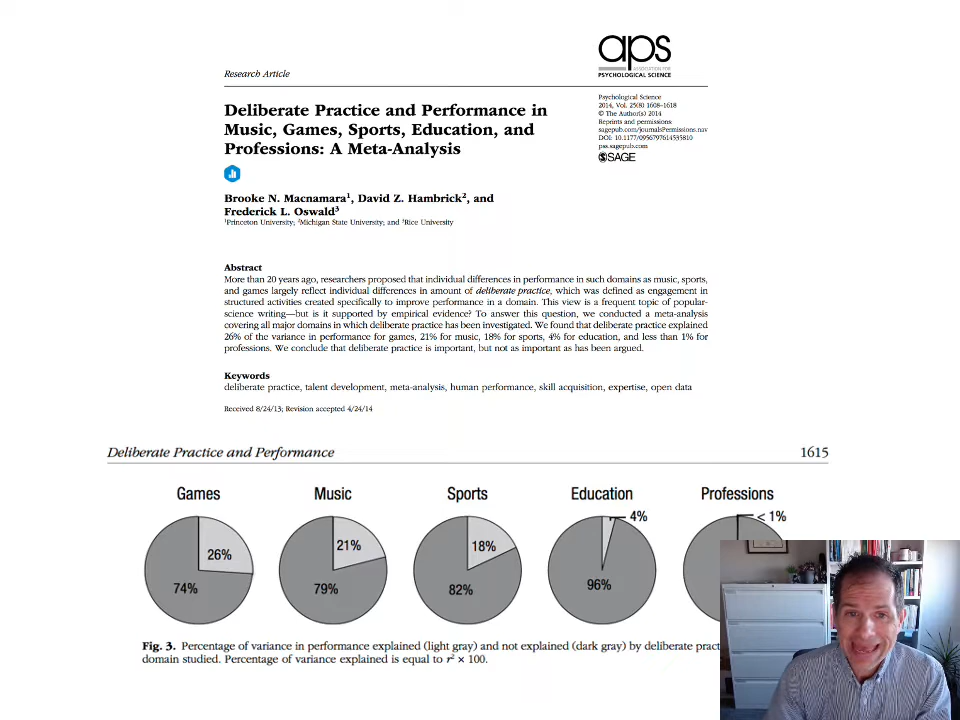 aps
ASSOCIATION FOR
PSYCHOLOGICAL SCIENCE
Research Article
Deliberate Practice and Performance in
Music, Games, Sports, Education, and
Professions: A Meta-Analysis
Psychological Science
2014, Vol. 25(8) 1608–1618
© The Author(s) 2014
Reprints and permissions:
sagepub.com/journalsPermissions.nav
DOI: 10.1177/0956797614535810
pss.sagepub.com
SAGE
Brooke N. Macnamara¹, David Z. Hambrick², and
Frederick L. Oswald³
¹Princeton University; ²Michigan State University; and ³Rice University
Abstract
More than 20 years ago, researchers proposed that individual differences in performance in such domains as music, sports,
and games largely reflect individual differences in amount of deliberate practice, which was defined as engagement in
structured activities created specifically to improve performance in a domain. This view is a frequent topic of popular-
science writing—but is it supported by empirical evidence? To answer this question, we conducted a meta-analysis
covering all major domains in which deliberate practice has been investigated. We found that deliberate practice explained
26% of the variance in performance for games, 21% for music, 18% for sports, 4% for education, and less than 1% for
professions. We conclude that deliberate practice is important, but not as important as has been argued.
Keywords
deliberate practice, talent development, meta-analysis, human performance, skill acquisition, expertise, open data
Received 8/24/13; Revision accepted 4/24/14
Deliberate Practice and Performance 1615
Games Music Sports Education Professions
26% 21% 18% 4% < 1%
74% 79% 82% 96%
Fig. 3. Percentage of variance in performance explained (light gray) and not explained (dark gray) by deliberate prac
domain studied. Percentage of variance explained is equal to r² × 100.